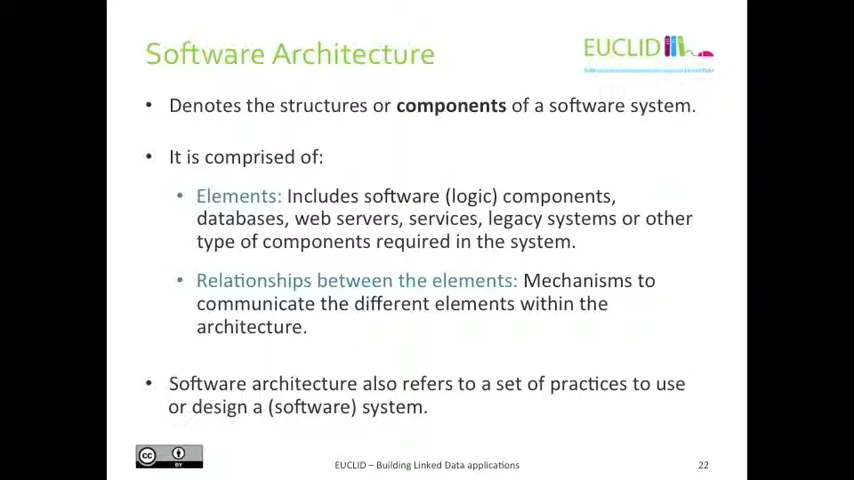 Software Architecture
EUCLID
• Denotes the structures or components of a software system.
• It is comprised of:
• Elements: Includes software (logic) components,
databases, web servers, services, legacy systems or other
type of components required in the system.
• Relationships between the elements: Mechanisms to
communicate the different elements within the
architecture.
• Software architecture also refers to a set of practices to use
or design a (software) system.
cc
BY
EUCLID – Building Linked Data applications
22